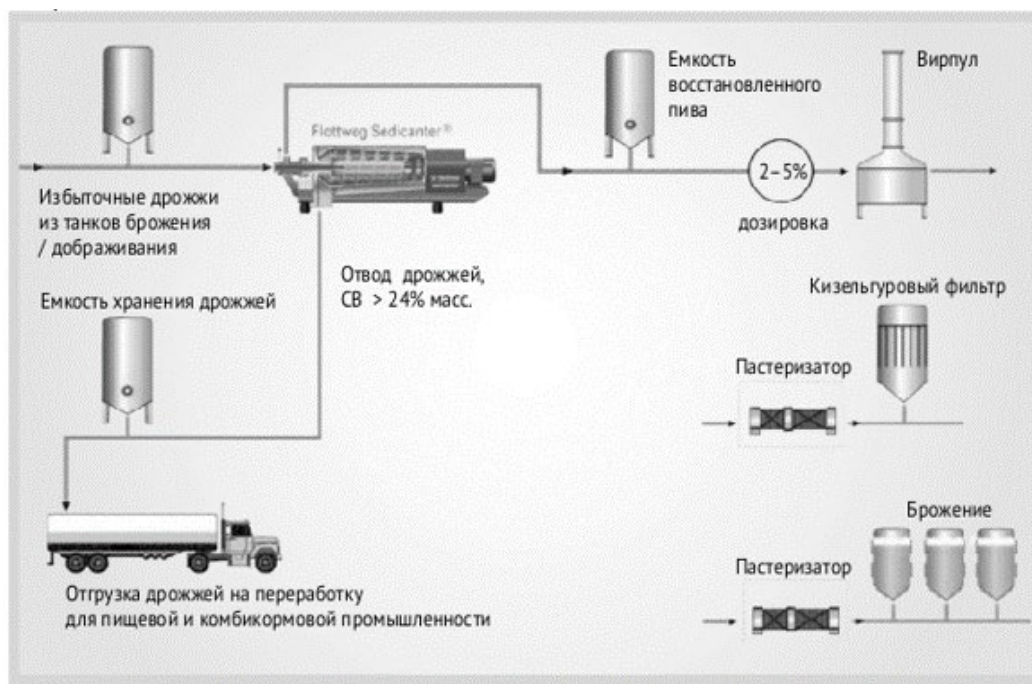 Емкость
восстановленного
пива
Вирпул
Flottweg Sedicanter®
2–5%
Избыточные дрожжи
из танков брожения
/ дображивания
дозировка
Отвод дрожжей,
СВ > 24% масс.
Емкость хранения дрожжей
Кизельгуровый фильтр
Пастеризатор
Брожение
Пастеризатор
Отгрузка дрожжей на переработку
для пищевой и комбикормовой промышленности